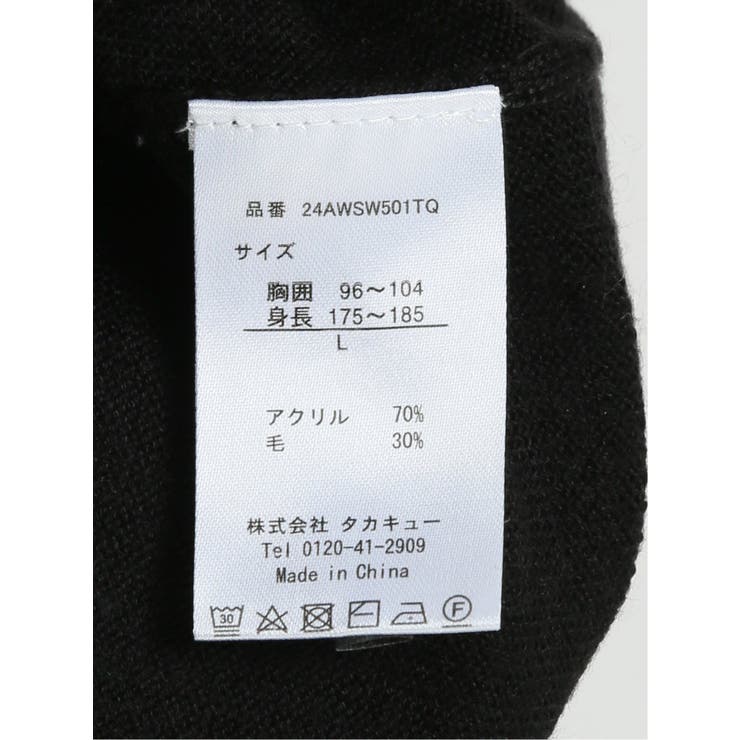 品番 24AWSW501TQ
サイズ
胸囲 96～104
身長 175～185
L
アクリル 70%
毛 30%
株式会社 タカキュー
Tel 0120-41-2909
Made in China
30 F